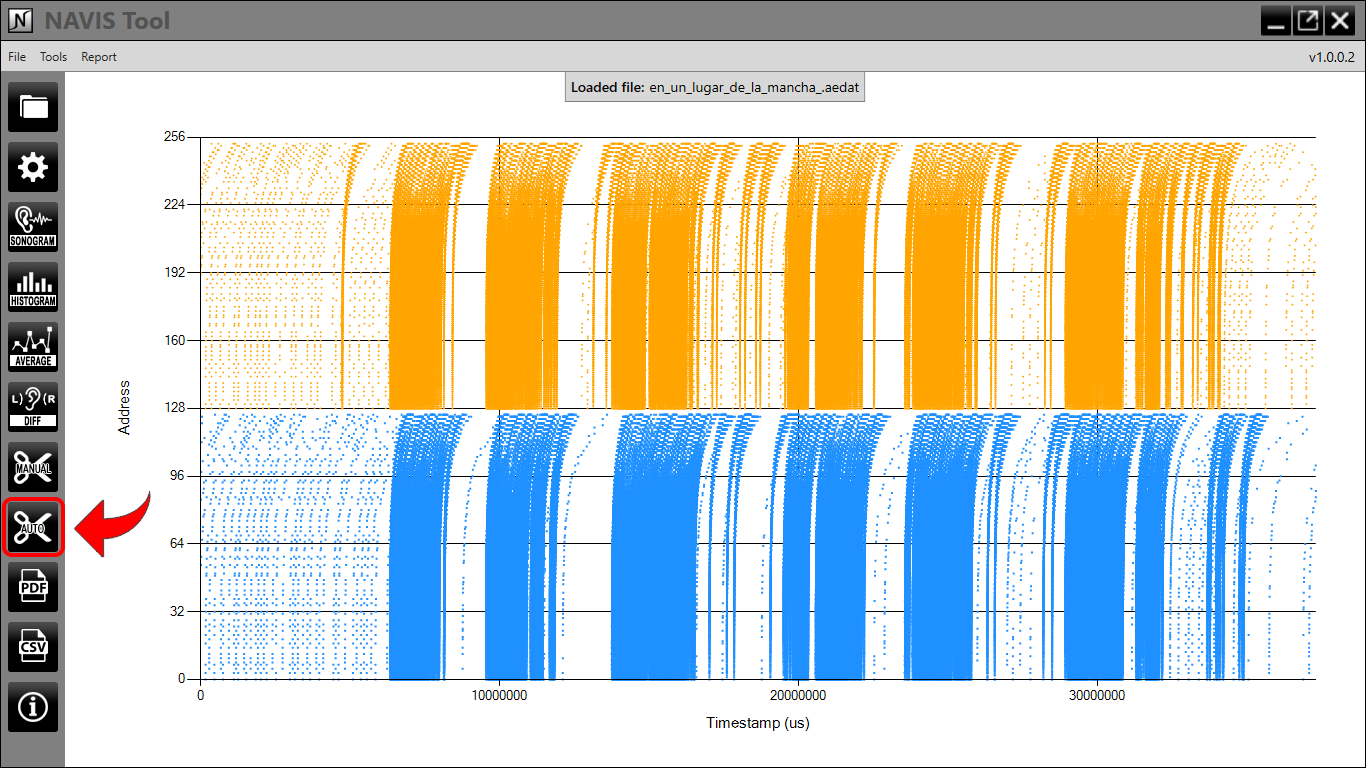 N NAVIS Tool
File Tools Report v1.0.0.2
Loaded file: en_un_lugar_de_la_mancha_.aedat
SONOGRAM
HISTOGRAM
AVERAGE
L) (R
DIFF
MANUAL
AUTO
PDF
CSV
i
256
224
192
160
128
96
64
32
0
Address
0 10000000 20000000 30000000
Timestamp (us)